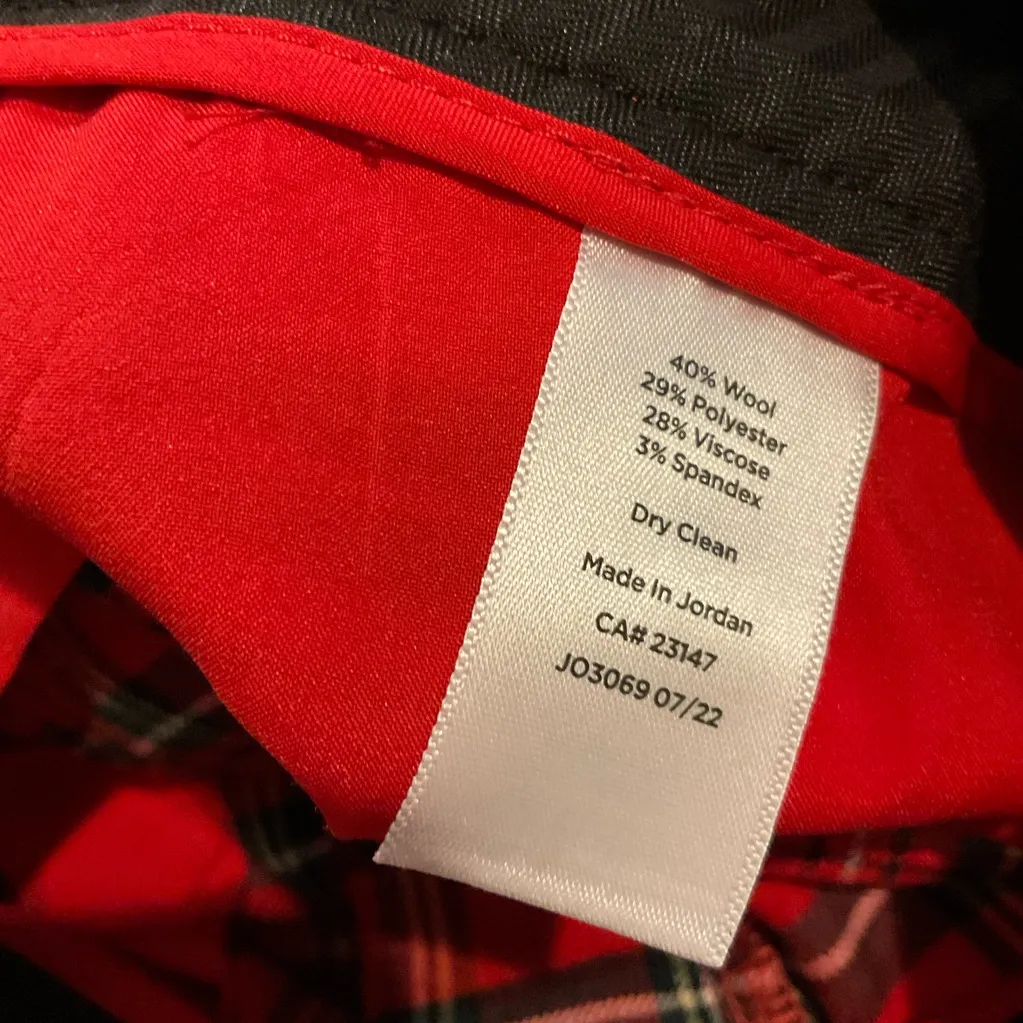 40% Wool
29% Polyester
28% Viscose
3% Spandex
Dry Clean
Made In Jordan
CA# 23147
JO3069 07/22